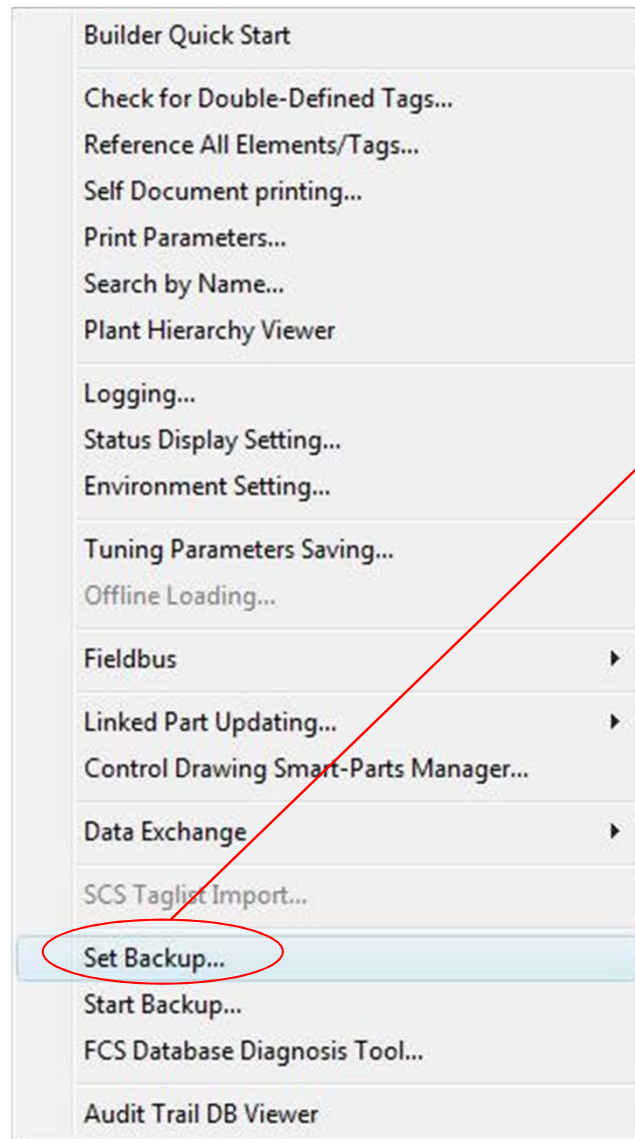 Builder Quick Start
Check for Double-Defined Tags...
Reference All Elements/Tags...
Self Document printing...
Print Parameters...
Search by Name...
Plant Hierarchy Viewer
Logging...
Status Display Setting...
Environment Setting...
Tuning Parameters Saving...
Offline Loading...
Fieldbus
Linked Part Updating...
Control Drawing Smart-Parts Manager...
Data Exchange
SCS Taglist Import...
Set Backup...
Start Backup...
FCS Database Diagnosis Tool...
Audit Trail DB Viewer